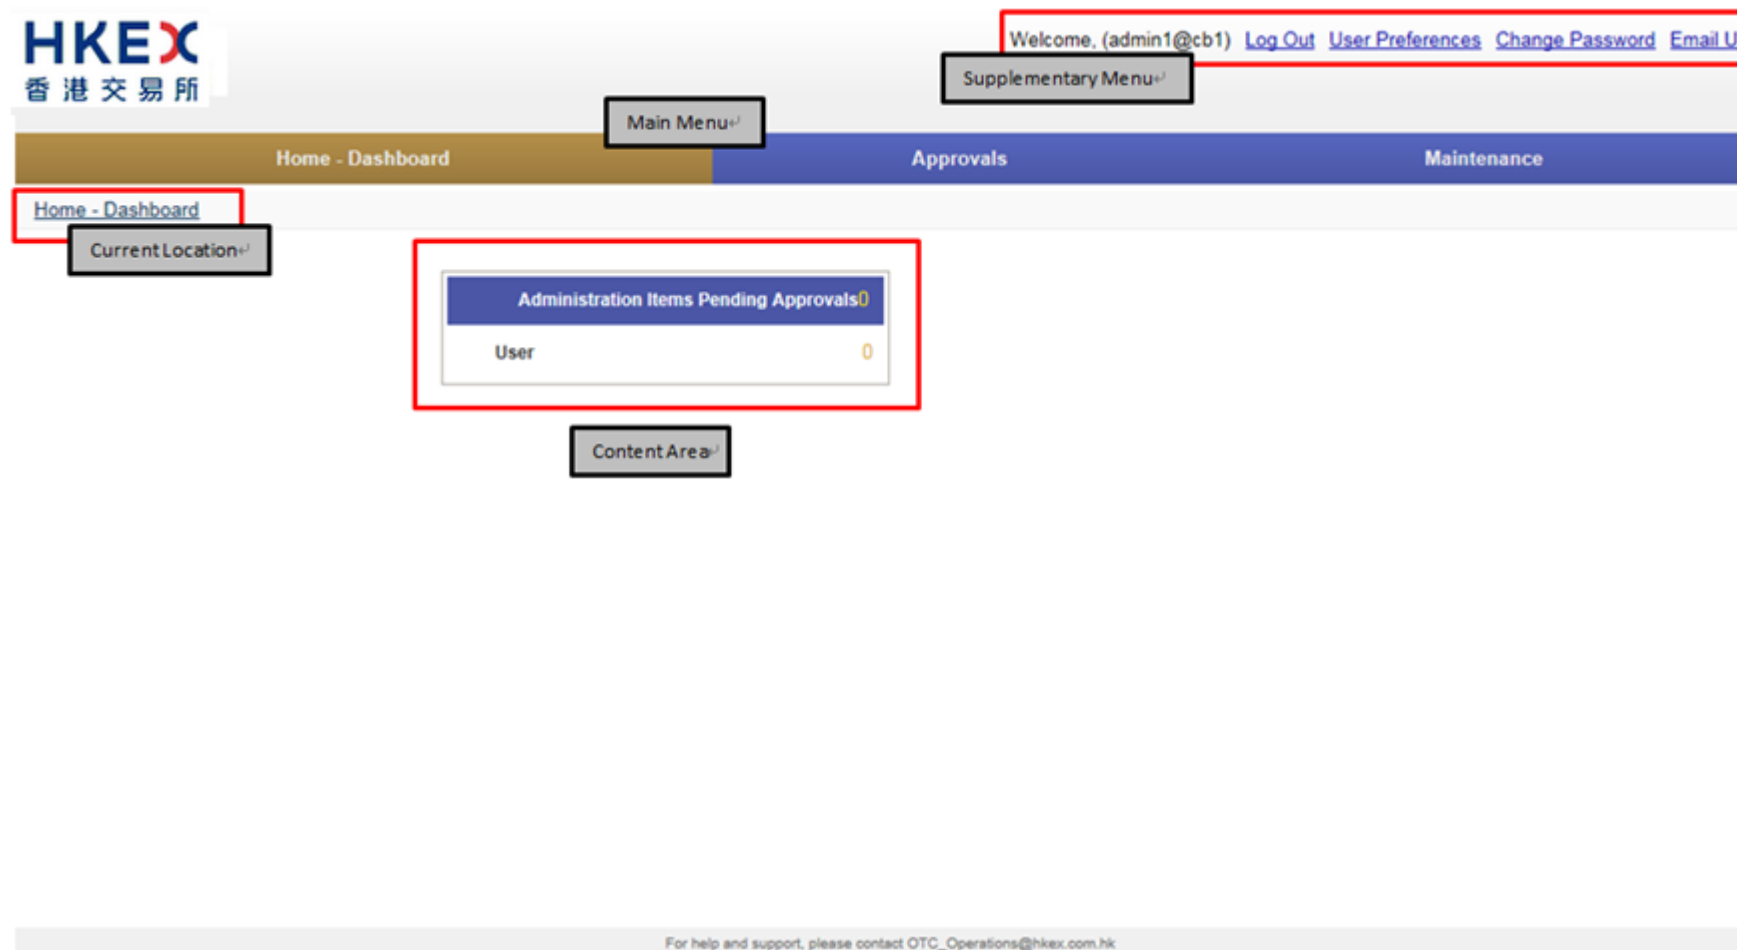 HKEX
香港交易所
Welcome, (admin1@cb1) Log Out User Preferences Change Password Email U
Supplementary Menu
Main Menu
Home - Dashboard Approvals Maintenance
Home - Dashboard
Current Location
Administration Items Pending Approvals 0
User 0
Content Area
For help and support, please contact OTC_Operations@hkex.com.hk